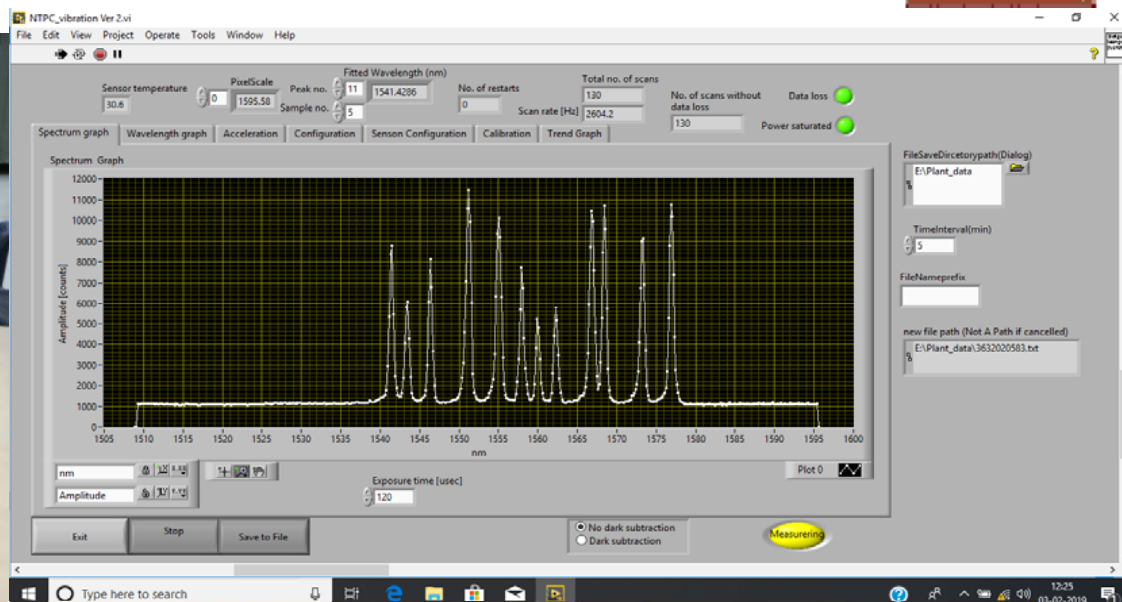 NTPC_vibration Ver 2.vi
File Edit View Project Operate Tools Window Help
Sensor temperature
30.6
0
PixelScale
1595.58
Peak no.
11
Sample no.
5
Fitted Wavelength (nm)
1541.4286
No. of restarts
0
Total no. of scans
130
Scan rate [Hz]
2604.2
No. of scans without
data loss
130
Data loss
Power saturated
Spectrum graph Wavelength graph Acceleration Configuration Senson Configuration Calibration Trend Graph
Spectrum Graph
12000
11000
10000
9000
8000
7000
6000
5000
4000
3000
2000
1000
0
Amplitude [counts]
1505 1510 1515 1520 1525 1530 1535 1540 1545 1550 1555 1560 1565 1570 1575 1580 1585 1590 1595 1600
nm
nm
Amplitude
Plot 0
Exposure time [usec]
120
FileSaveDircetorypath(Dialog)
E:\Plant_data
TimeInterval(min)
5
FileNameprefix
new file path (Not A Path if cancelled)
E:\Plant_data\3632020583.txt
Exit
Stop
Save to File
No dark subtraction
Dark subtraction
Measurering
Type here to search
12:25
03-02-2019